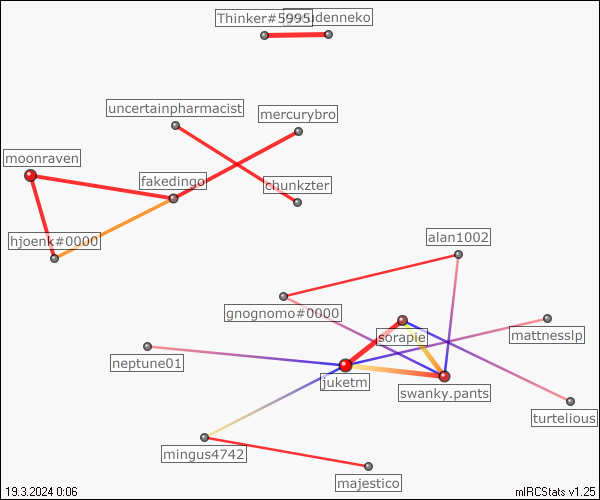 Thinker#5995
udenneko
uncertainpharmacist
mercurybro
moonraven
fakedingo
chunkzter
hjoenk#0000
alan1002
gnognomo#0000
sorapie
mattnesslp
neptune01
juketm
swanky.pants
turtelious
mingus4742
majestico
19.3.2024 0:06
mIRCStats v1.25